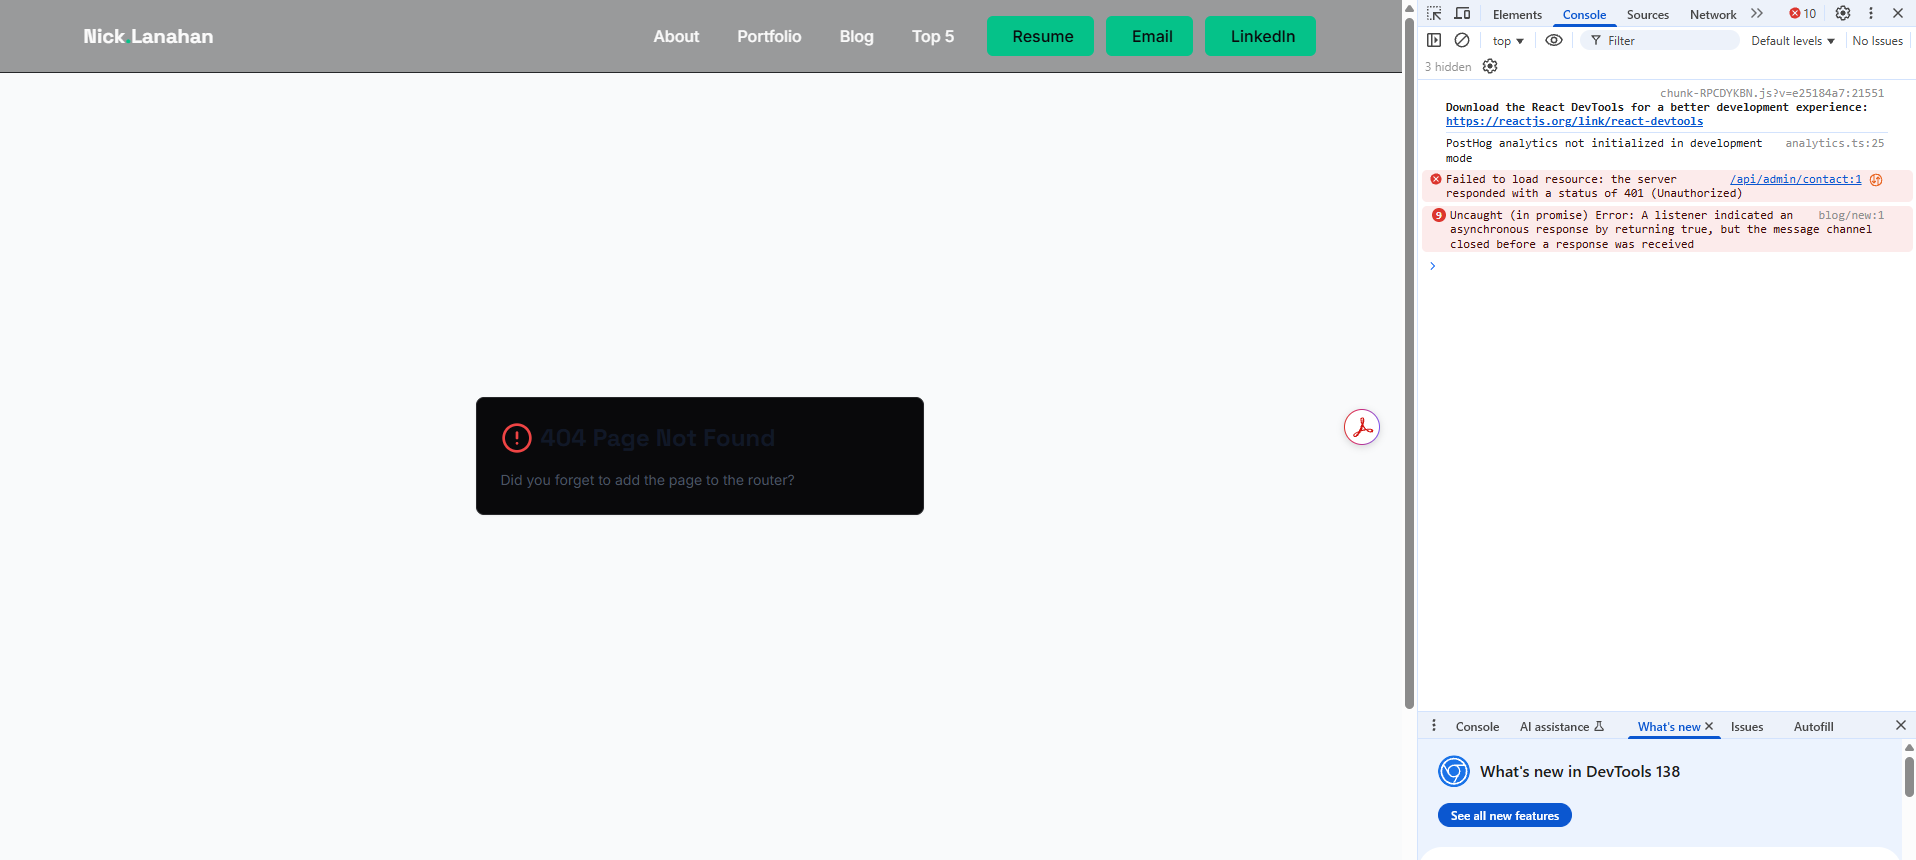 Nick.Lanahan
About Portfolio Blog Top 5 Resume Email LinkedIn
404 Page Not Found
Did you forget to add the page to the router?
Elements Console Sources Network 10
top Filter Default levels No Issues
3 hidden
chunk-RPCDYKBN.js?v=e25184a7:21551
Download the React DevTools for a better development experience:
https://reactjs.org/link/react-devtools
PostHog analytics not initialized in development analytics.ts:25
mode
Failed to load resource: the server /api/admin/contact:1
responded with a status of 401 (Unauthorized)
9 Uncaught (in promise) Error: A listener indicated an blog/new:1
asynchronous response by returning true, but the message channel
closed before a response was received
Console AI assistance What's new Issues Autofill
What's new in DevTools 138
See all new features